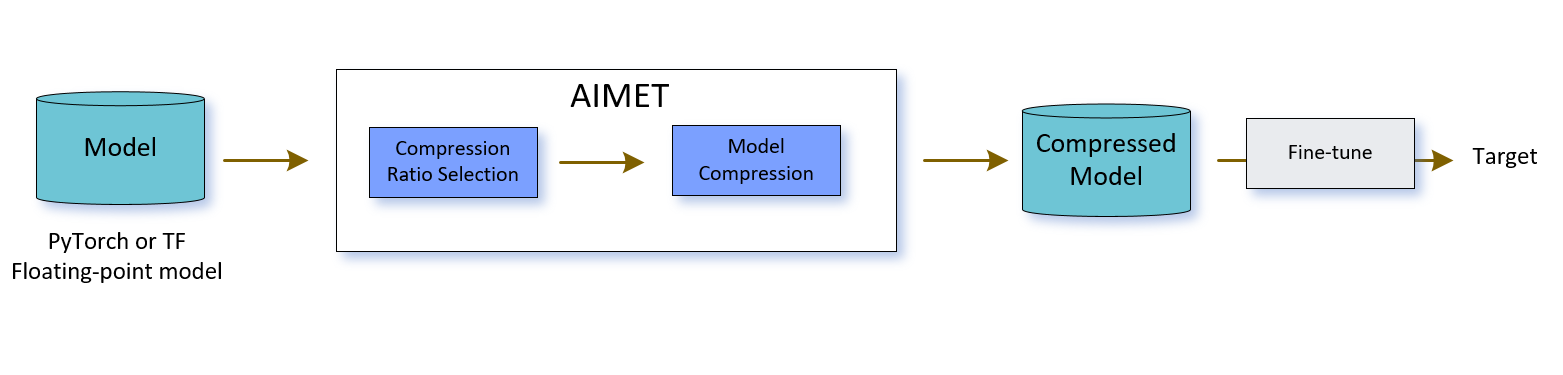 Model
PyTorch or TF
Floating-point model
AIMET
Compression
Ratio Selection
Model
Compression
Compressed
Model
Fine-tune
Target